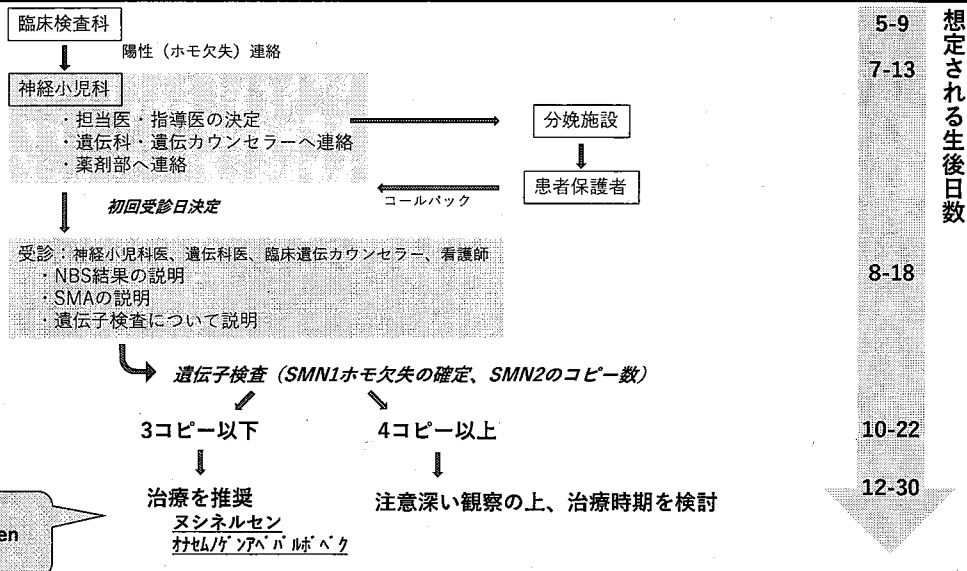 臨床検査科
陽性（ホモ欠失）連絡
神経小児科
・担当医・指導医の決定
・遺伝科・遺伝カウンセラーへ連絡
・薬剤部へ連絡
分娩施設
患者保護者
コールバック
初回受診日決定
受診：神経小児科医、遺伝科医、臨床遺伝カウンセラー、看護師
・NBS結果の説明
・SMAの説明
・遺伝子検査について説明
遺伝子検査（SMN1ホモ欠失の確定、SMN2のコピー数）
3コピー以下
4コピー以上
治療を推奨
ヌシネルセン
オナセムノゲンアベパルボベク
注意深い観察の上、治療時期を検討
en
想定される生後日数
5-9
7-13
8-18
10-22
12-30